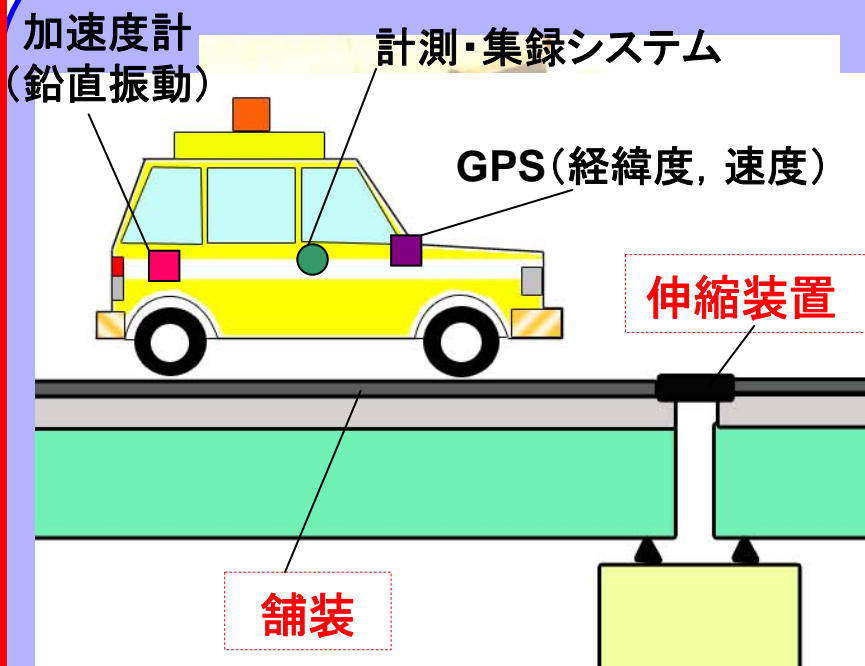 加速度計
（鉛直振動）
計測・集録システム
GPS（経緯度，速度）
伸縮装置
舗装